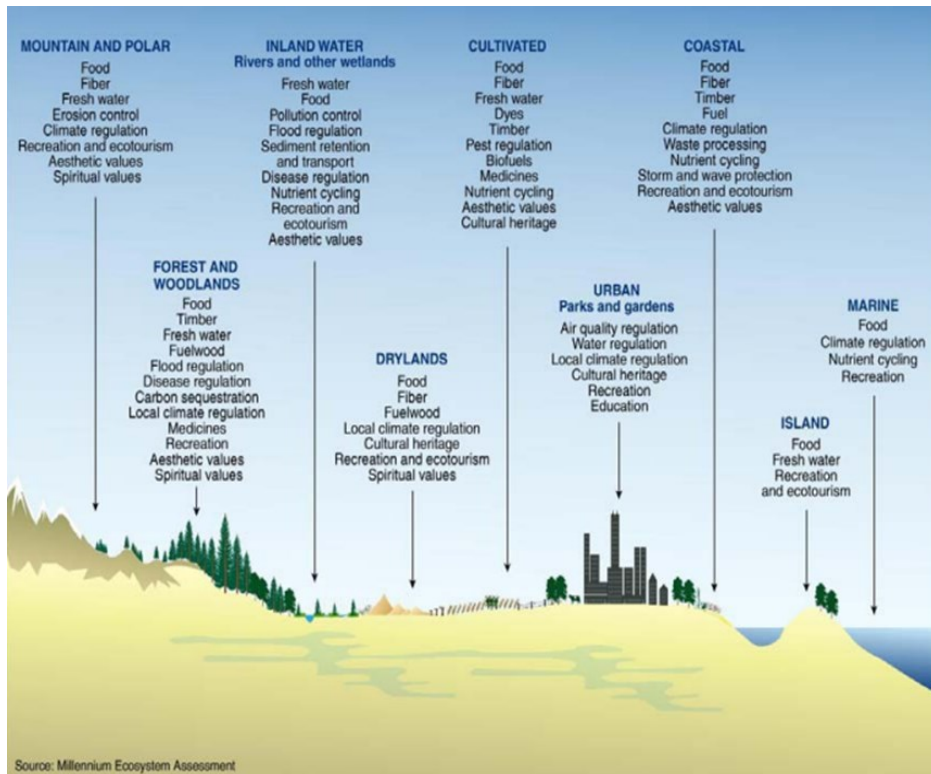 MOUNTAIN AND POLAR
Food
Fiber
Fresh water
Erosion control
Climate regulation
Recreation and ecotourism
Aesthetic values
Spiritual values
INLAND WATER
Rivers and other wetlands
Fresh water
Food
Pollution control
Flood regulation
Sediment retention
and transport
Disease regulation
Nutrient cycling
Recreation and
ecotourism
Aesthetic values
CULTIVATED
Food
Fiber
Fresh water
Dyes
Timber
Pest regulation
Biofuels
Medicines
Nutrient cycling
Aesthetic values
Cultural heritage
COASTAL
Food
Fiber
Timber
Fuel
Climate regulation
Waste processing
Nutrient cycling
Storm and wave protection
Recreation and ecotourism
Aesthetic values
FOREST AND
WOODLANDS
Food
Timber
Fresh water
Fuelwood
Flood regulation
Disease regulation
Carbon sequestration
Local climate regulation
Medicines
Recreation
Aesthetic values
Spiritual values
DRYLANDS
Food
Fiber
Fuelwood
Local climate regulation
Cultural heritage
Recreation and ecotourism
Spiritual values
URBAN
Parks and gardens
Air quality regulation
Water regulation
Local climate regulation
Cultural heritage
Recreation
Education
MARINE
Food
Climate regulation
Nutrient cycling
Recreation
ISLAND
Food
Fresh water
Recreation
and ecotourism
Source: Millennium Ecosystem Assessment